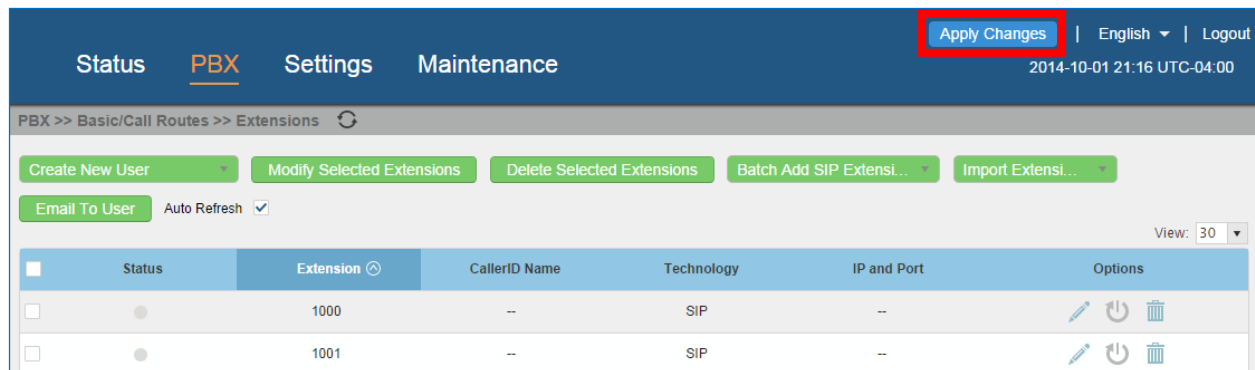 Apply Changes | English | Logout
Status PBX Settings Maintenance
2014-10-01 21:16 UTC-04:00
PBX >> Basic/Call Routes >> Extensions
Create New User Modify Selected Extensions Delete Selected Extensions Batch Add SIP Extensi... Import Extensi...
Email To User Auto Refresh
View: 30
Status Extension CallerID Name Technology IP and Port Options
1000 -- SIP --
1001 -- SIP --